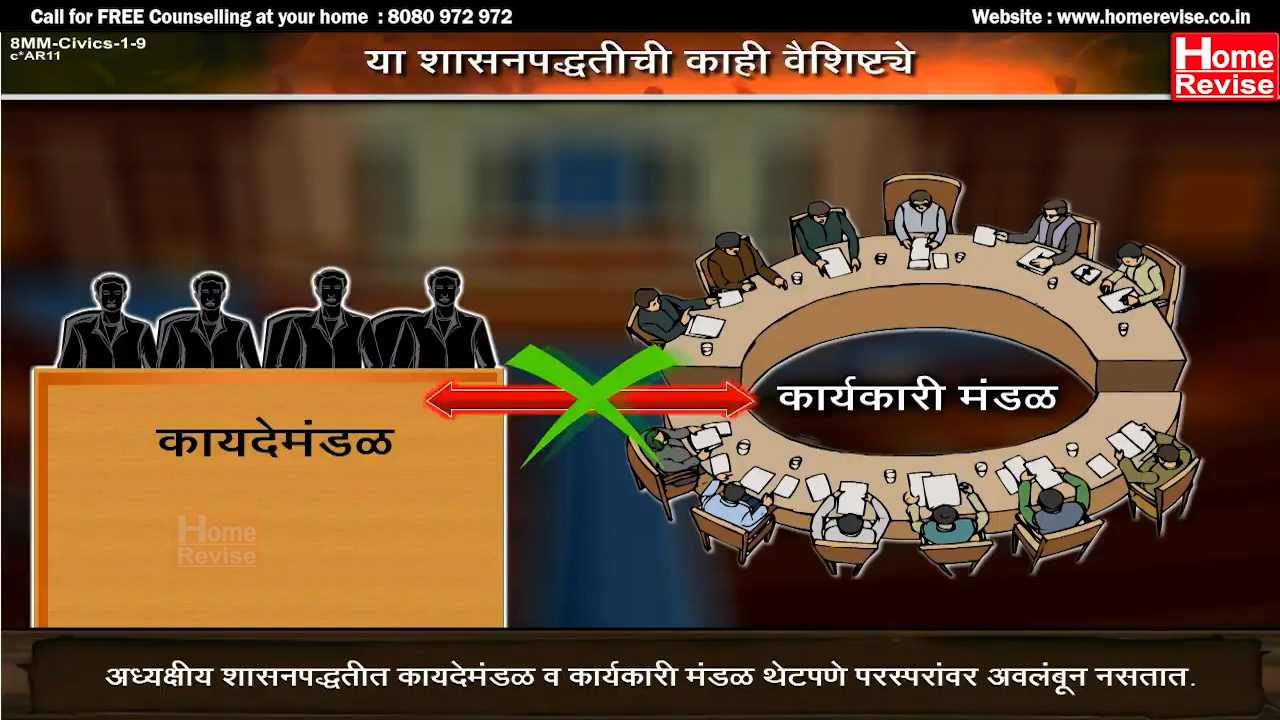 Call for FREE Counselling at your home : 8080 972 972
Website : www.homerevise.co.in
8MM-Civics-1-9
c*AR11
या शासनपद्धतीची काही वैशिष्ट्ये
Home
Revise
कायदेमंडळ
कार्यकारी मंडळ
Home
Revise
अध्यक्षीय शासनपद्धतीत कायदेमंडळ व कार्यकारी मंडळ थेटपणे परस्परांवर अवलंबून नसतात.